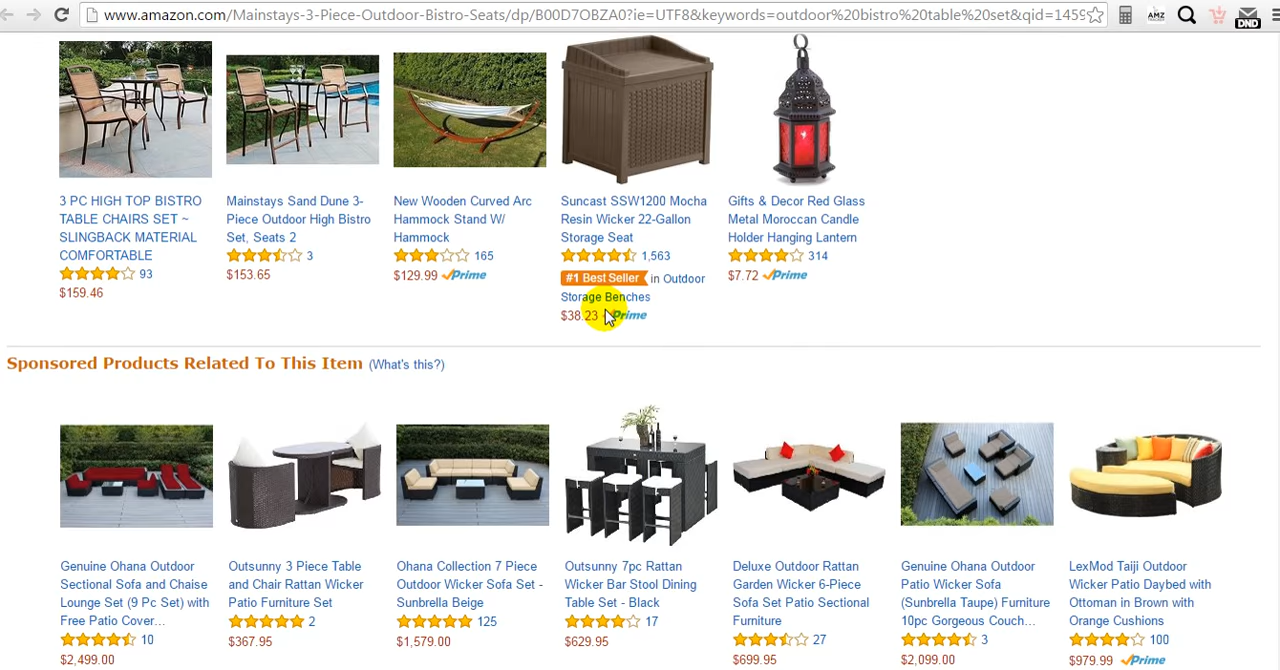 www.amazon.com/Mainstays-3-Piece-Outdoor-Bistro-Seats/dp/B00D7OBZA0?ie=UTF8&keywords=outdoor%20bistro%20table%20set&qid=1459
AMZ
DND
3 PC HIGH TOP BISTRO
TABLE CHAIRS SET ~
SLINGBACK MATERIAL
COMFORTABLE
93
$159.46
Mainstays Sand Dune 3-
Piece Outdoor High Bistro
Set, Seats 2
3
$153.65
New Wooden Curved Arc
Hammock Stand W/
Hammock
165
$129.99 Prime
Suncast SSW1200 Mocha
Resin Wicker 22-Gallon
Storage Seat
1,563
#1 Best Seller in Outdoor
Storage Benches
$38.23 Prime
Gifts & Decor Red Glass
Metal Moroccan Candle
Holder Hanging Lantern
314
$7.72 Prime
Sponsored Products Related To This Item (What's this?)
Genuine Ohana Outdoor
Sectional Sofa and Chaise
Lounge Set (9 Pc Set) with
Free Patio Cover...
10
$2,499.00
Outsunny 3 Piece Table
and Chair Rattan Wicker
Patio Furniture Set
2
$367.95
Ohana Collection 7 Piece
Outdoor Wicker Sofa Set -
Sunbrella Beige
125
$1,579.00
Outsunny 7pc Rattan
Wicker Bar Stool Dining
Table Set - Black
17
$629.95
Deluxe Outdoor Rattan
Garden Wicker 6-Piece
Sofa Set Patio Sectional
Furniture
27
$699.95
Genuine Ohana Outdoor
Patio Wicker Sofa
(Sunbrella Taupe) Furniture
10pc Gorgeous Couch...
3
$2,099.00
LexMod Taiji Outdoor
Wicker Patio Daybed with
Ottoman in Brown with
Orange Cushions
100
$979.99 Prime